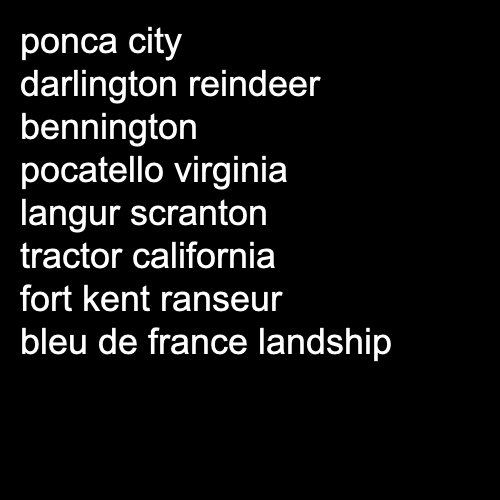 ponca city
darlington reindeer
bennington
pocatello virginia
langur scranton
tractor california
fort kent ranseur
bleu de france landship